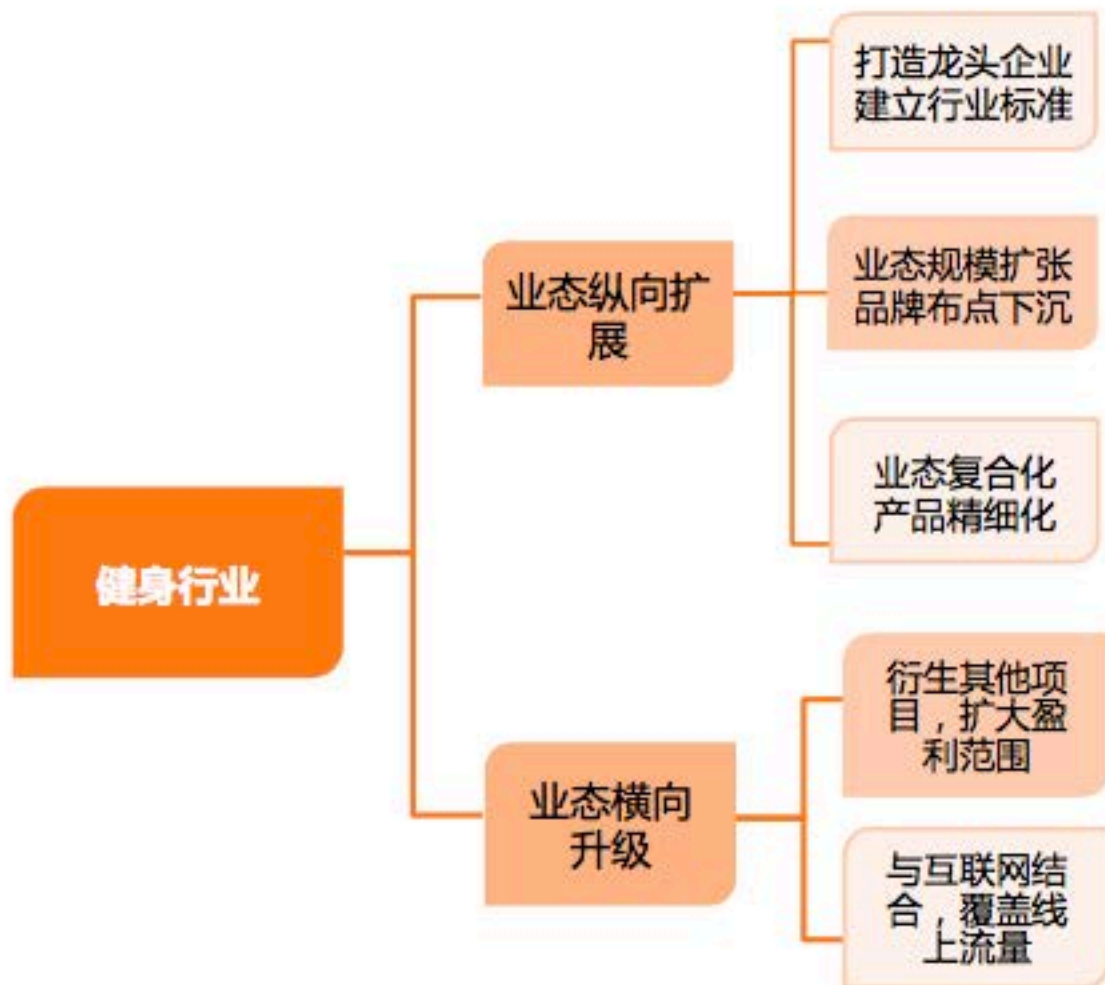 健身行业
业态纵向扩
展
打造龙头企业
建立行业标准
业态规模扩张
品牌布点下沉
业态复合化
产品精细化
业态横向
升级
衍生其他项
目，扩大盈
利范围
与互联网结
合，覆盖线
上流量